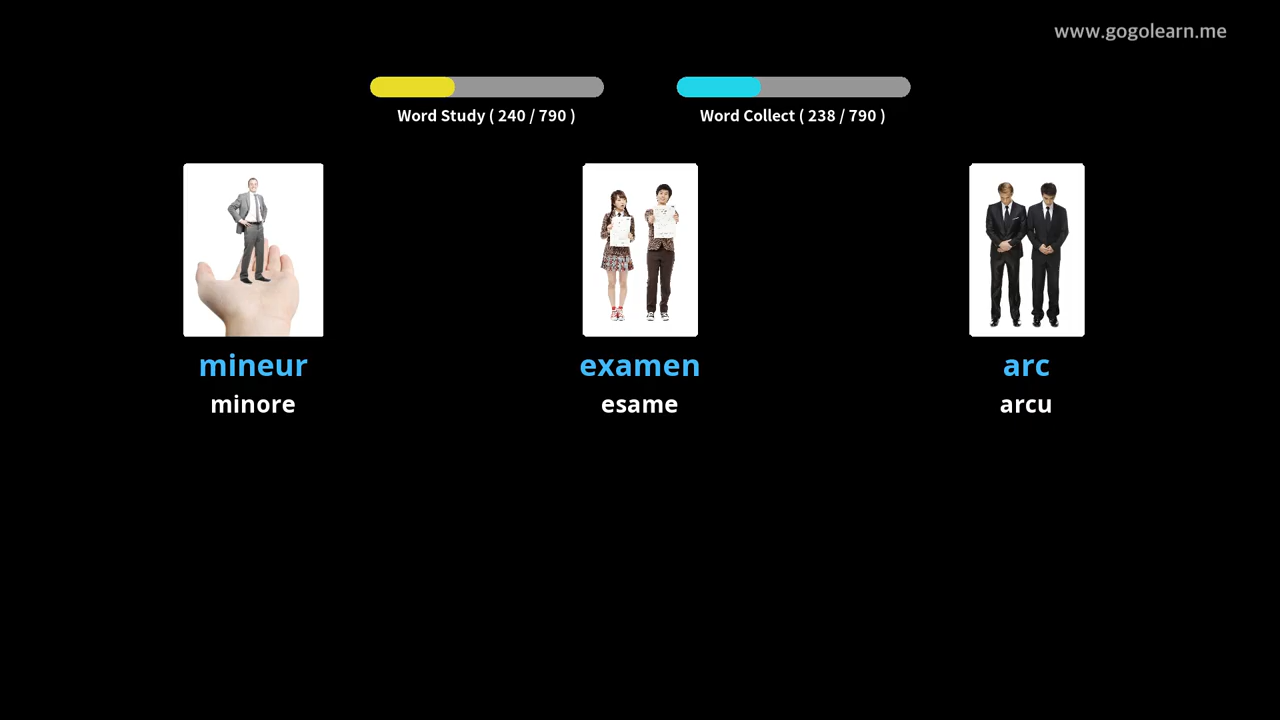 www.gogolearn.me
Word Study ( 240 / 790 )
Word Collect ( 238 / 790 )
mineur
minore
examen
esame
arc
arcu